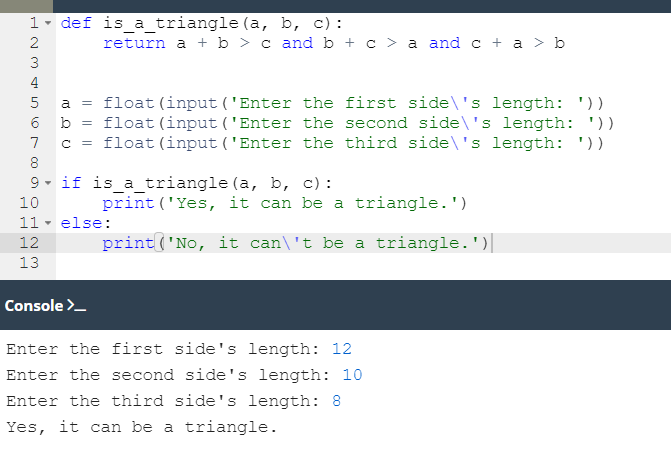 1 def is_a_triangle(a, b, c):
2     return a + b > c and b + c > a and c + a > b
3
4
5 a = float(input('Enter the first side\'s length: '))
6 b = float(input('Enter the second side\'s length: '))
7 c = float(input('Enter the third side\'s length: '))
8
9 if is_a_triangle(a, b, c):
10     print('Yes, it can be a triangle.')
11 else:
12     print('No, it can\'t be a triangle.')
13
Console >_
Enter the first side's length: 12
Enter the second side's length: 10
Enter the third side's length: 8
Yes, it can be a triangle.